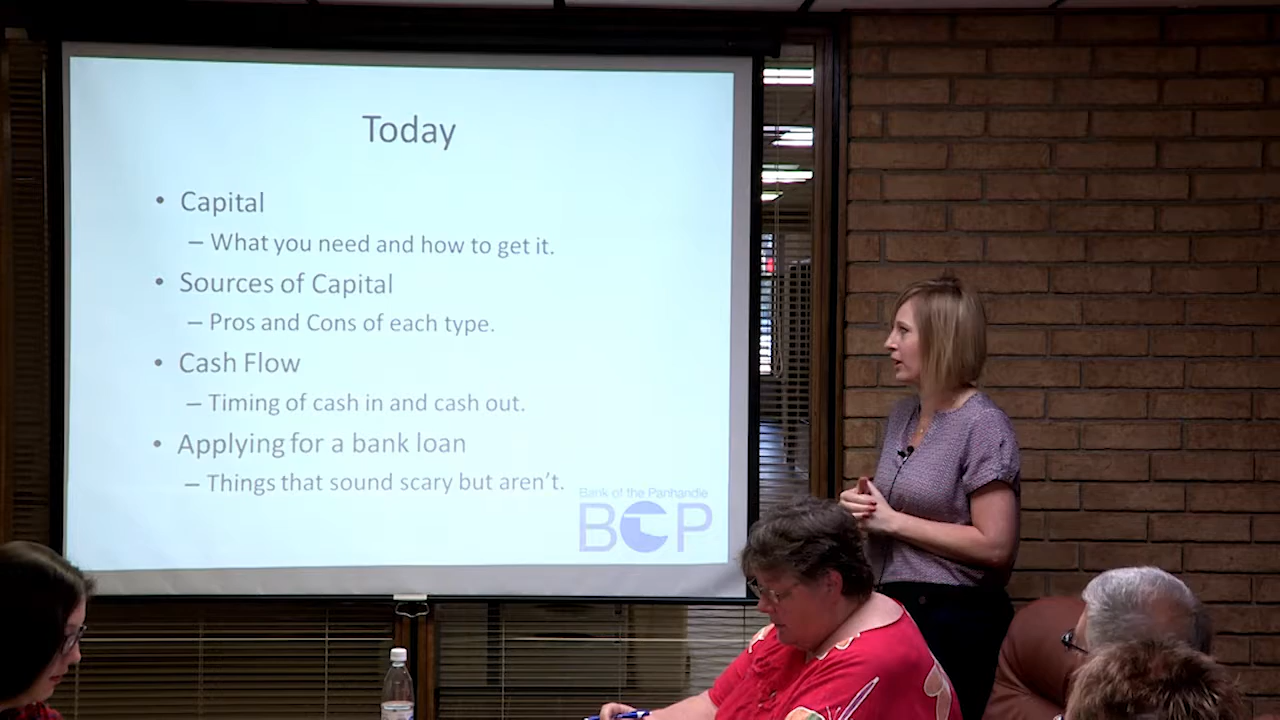 Today
• Capital
– What you need and how to get it.
• Sources of Capital
– Pros and Cons of each type.
• Cash Flow
– Timing of cash in and cash out.
• Applying for a bank loan
– Things that sound scary but aren't.
Bank of the Panhandle
BCP